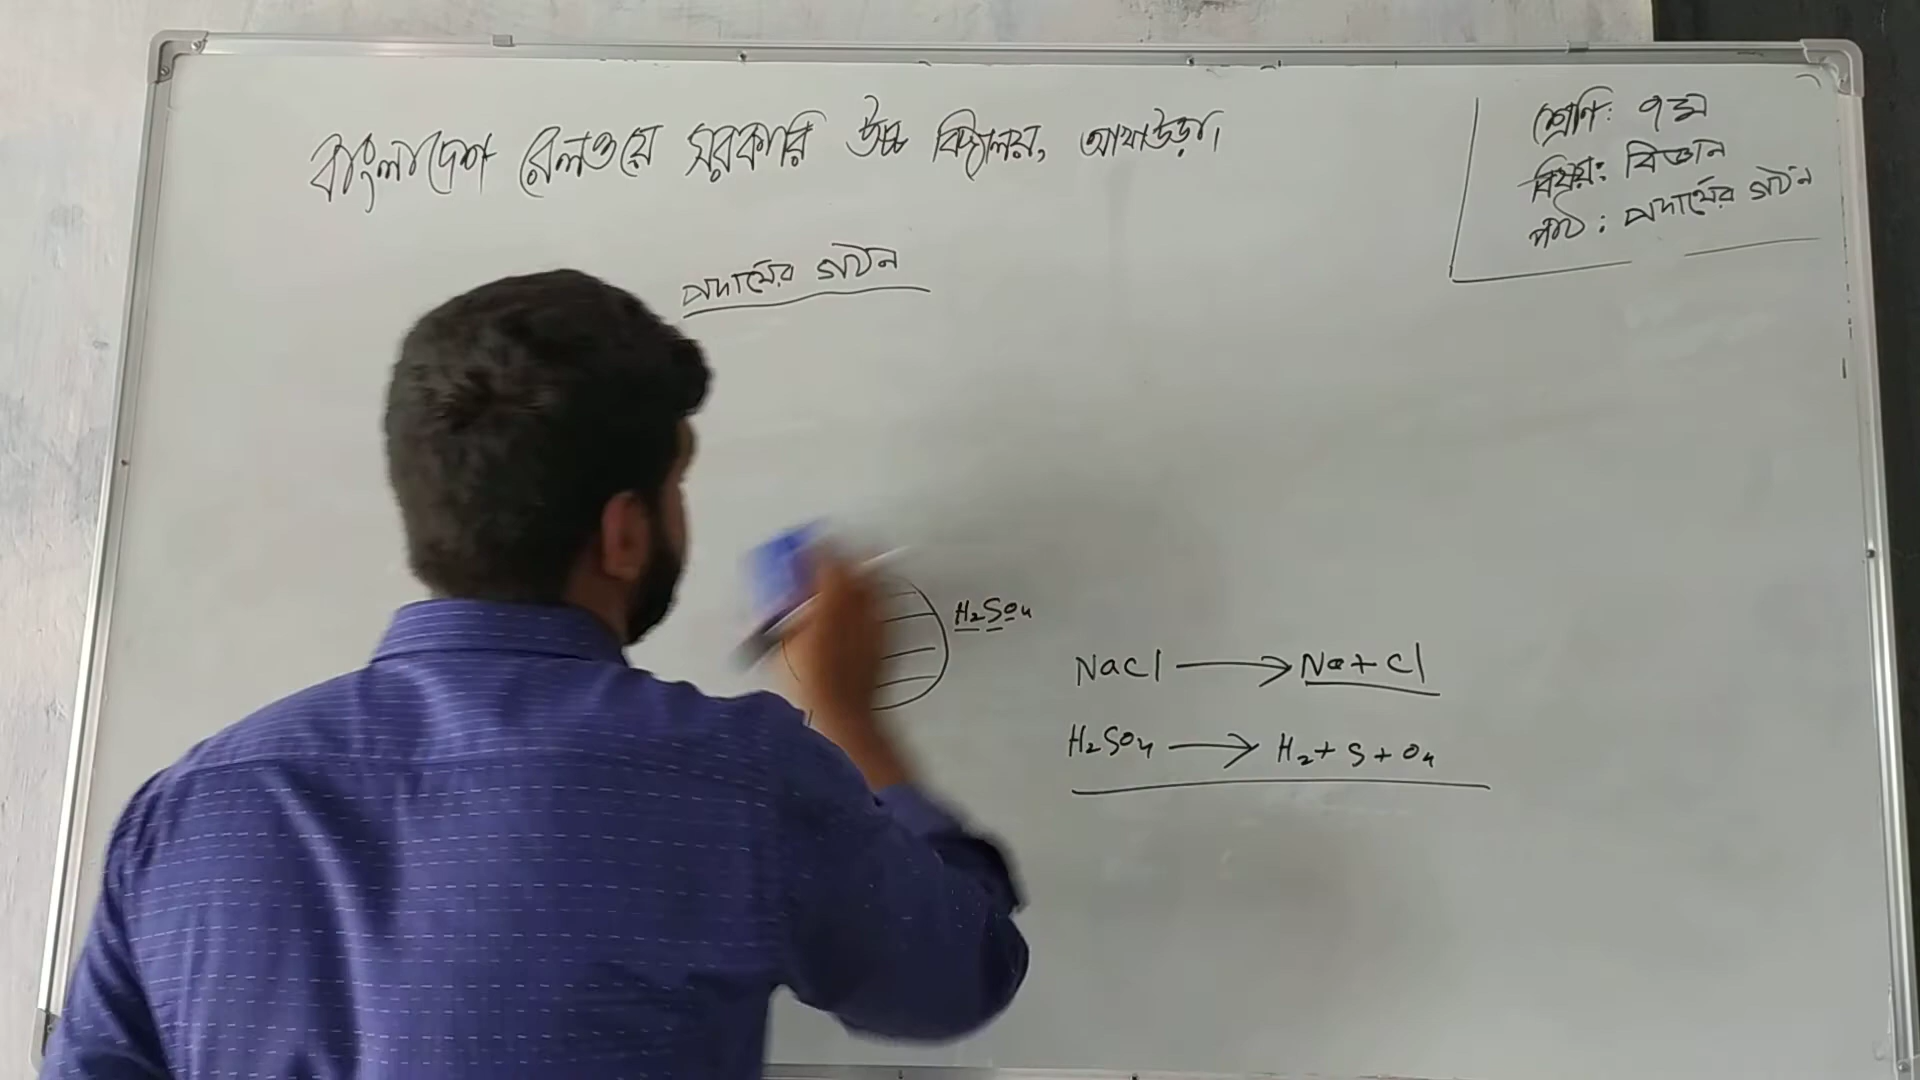 বাংলাদেশ রেলওয়ে সরকারি উচ্চ বিদ্যালয়, আখাউড়া।
শ্রেণি: ৭ম
বিষয়: বিজ্ঞান
পাঠ: পদার্থের গঠন
পদার্থের গঠন
H₂SO₄
NaCl ⟶ Na + Cl
H₂SO₄ ⟶ H₂ + S + O₄